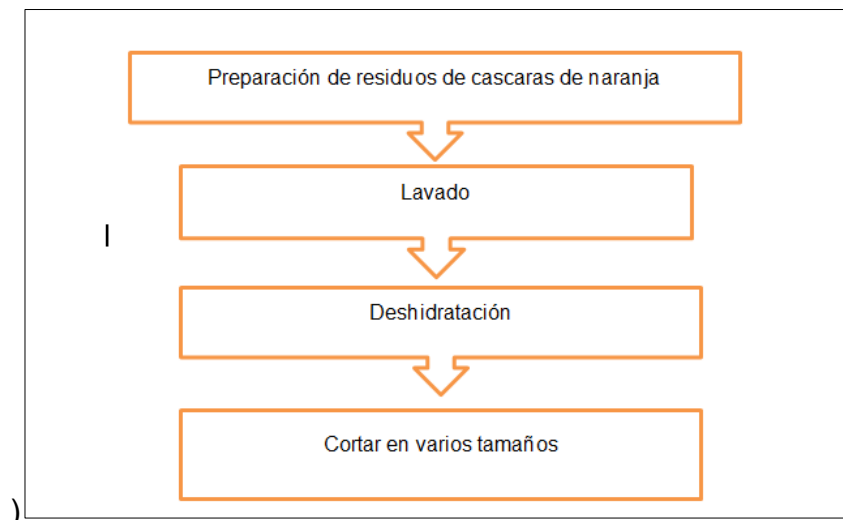 Preparación de residuos de cascaras de naranja
Lavado
l
Deshidratación
Cortar en varios tamaños
)